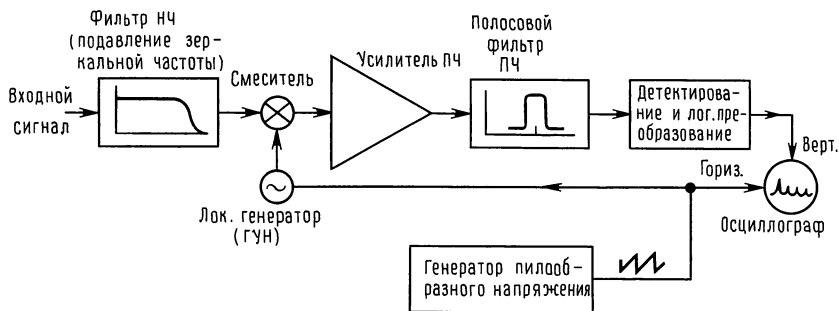 Фильтр НЧ
(подавление зер-
кальной частоты)
Входной
сигнал
Смеситель
Лок. генератор
(ГУН)
Усилитель ПЧ
Полосовой
фильтр
ПЧ
Детектирова-
ние и лог. пре-
образование
Верт.
Гориз.
Осциллограф
Генератор пилооб-
разного напряжения